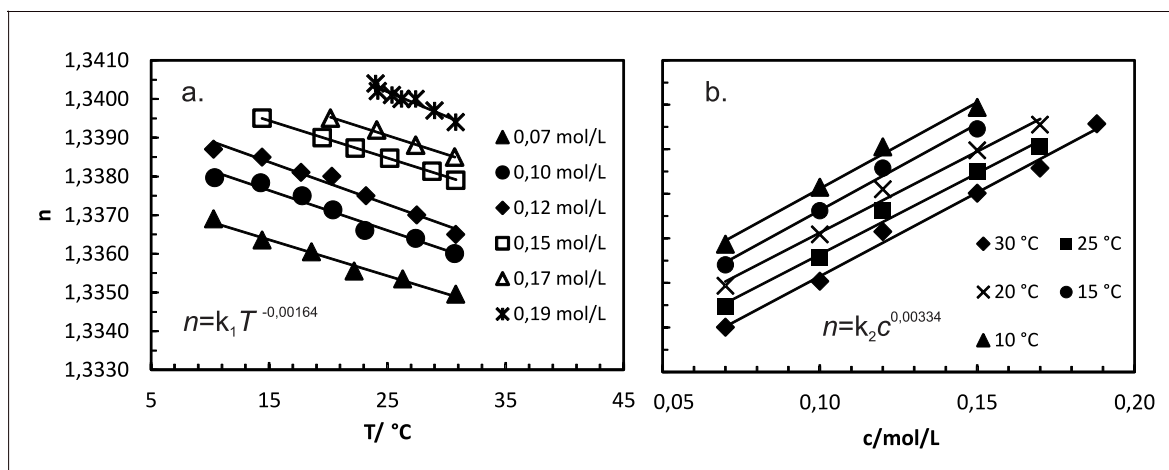 a.
1,3410
1,3400
1,3390
1,3380
1,3370
1,3360
1,3350
1,3340
1,3330
n
5 15 25 35 45
T/ °C
0,07 mol/L
0,10 mol/L
0,12 mol/L
0,15 mol/L
0,17 mol/L
0,19 mol/L
n=k₁T⁻⁰,⁰⁰¹⁶⁴
b.
30 °C 25 °C
20 °C 15 °C
10 °C
n=k₂c⁰,⁰⁰³³⁴
0,05 0,10 0,15 0,20
c/mol/L